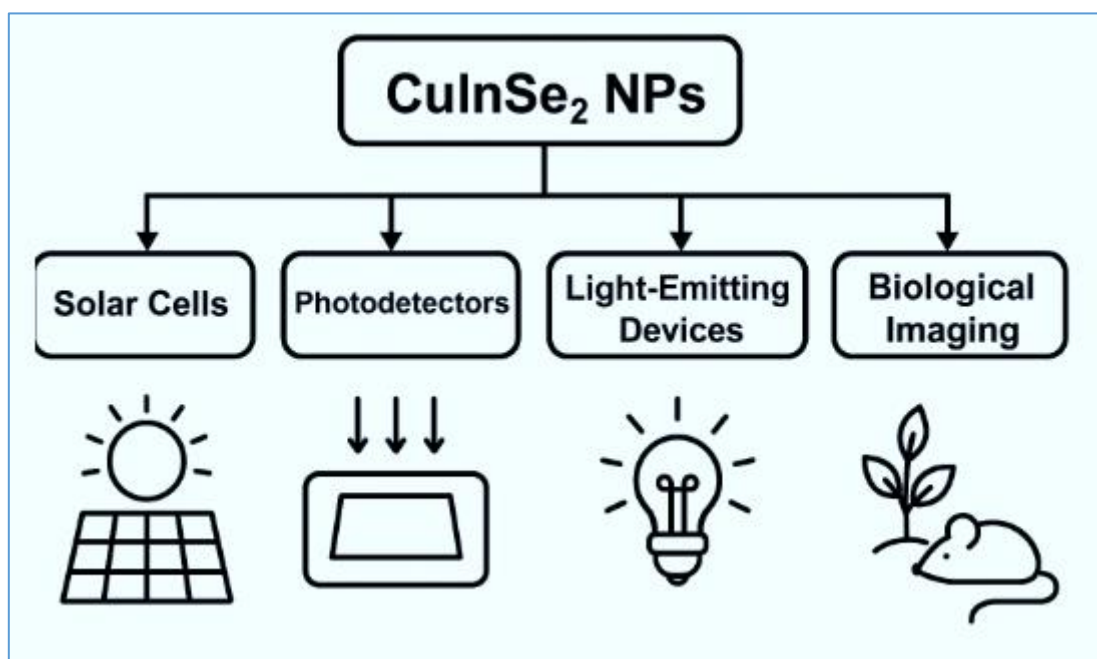 CuInSe₂ NPs
Solar Cells
Photodetectors
Light-Emitting
Devices
Biological
Imaging